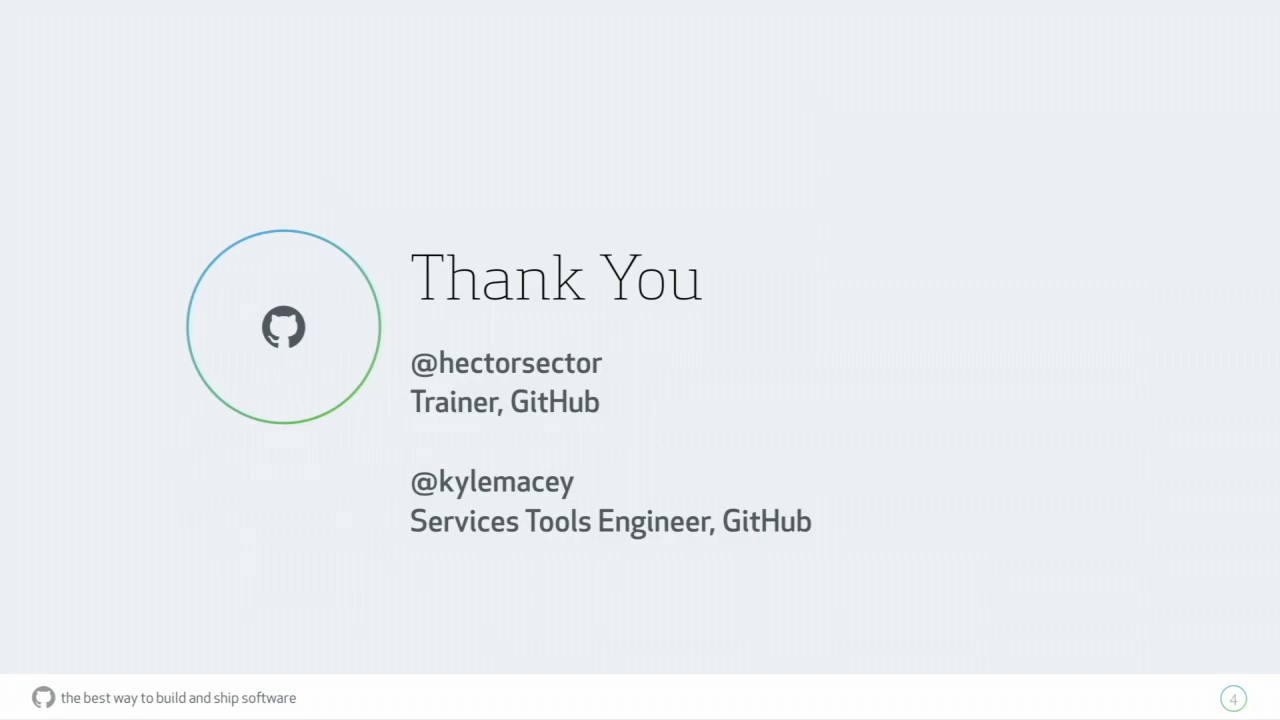 Thank You
@hectorsector
Trainer, GitHub
@kylemacey
Services Tools Engineer, GitHub
the best way to build and ship software
4